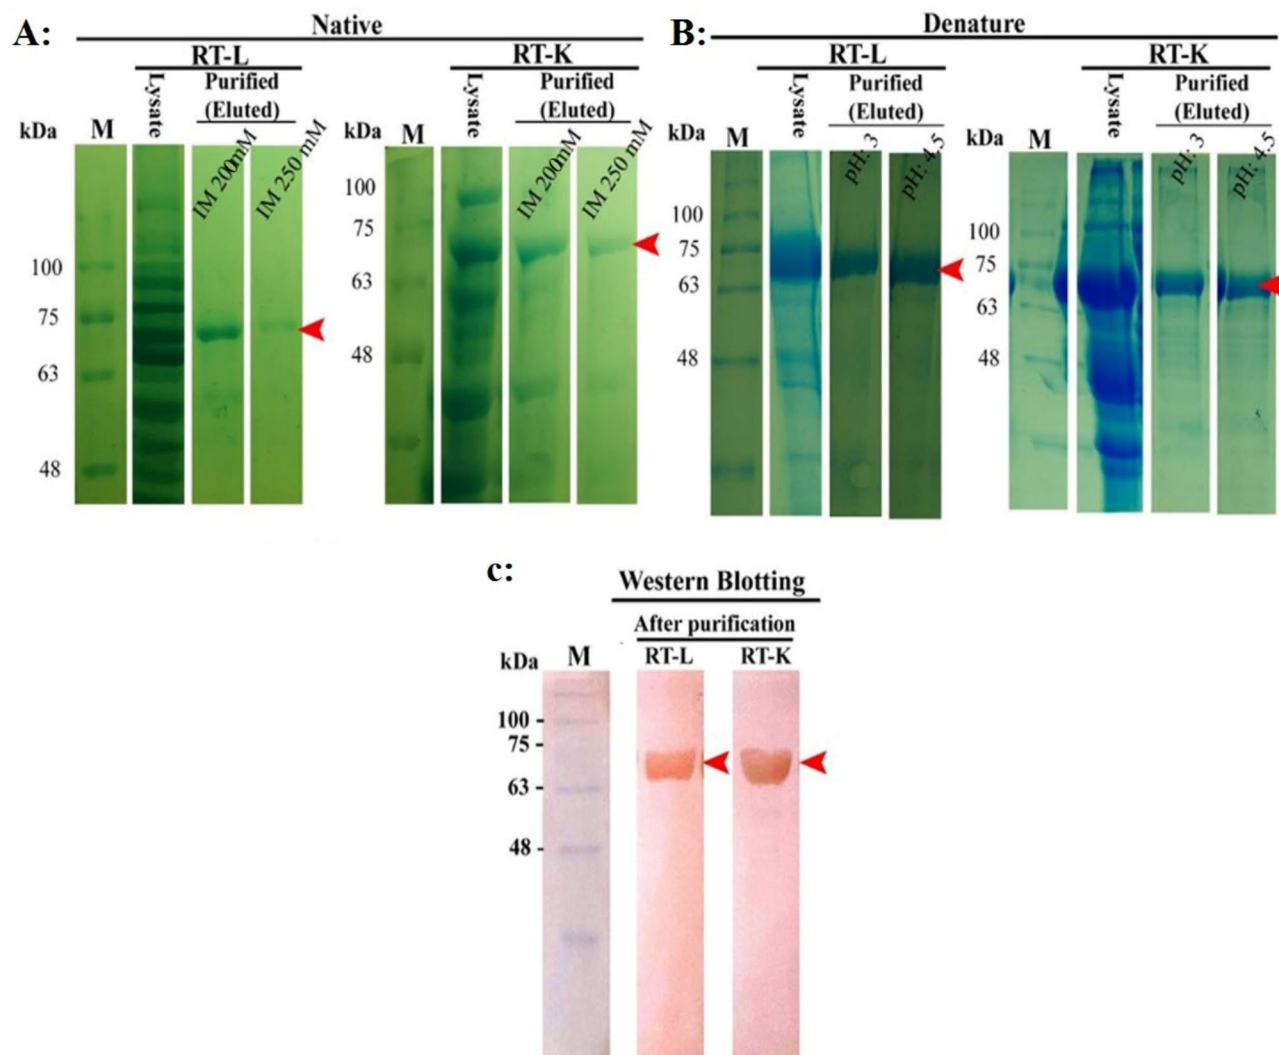 A:
Native
RT-L
RT-K
Lysate
Purified
(Eluted)
Lysate
Purified
(Eluted)
kDa
M
IM 200mM
IM 250 mM
kDa
M
IM 200mM
IM 250 mM
100
75
63
48
100
75
63
48
B:
Denature
RT-L
RT-K
Lysate
Purified
(Eluted)
Lysate
Purified
(Eluted)
kDa
M
pH: 3
pH: 4.5
kDa
M
pH: 3
pH: 4.5
100
75
63
48
100
75
63
48
c:
Western Blotting
After purification
kDa
M
RT-L
RT-K
100 -
75 -
63 -
48 -